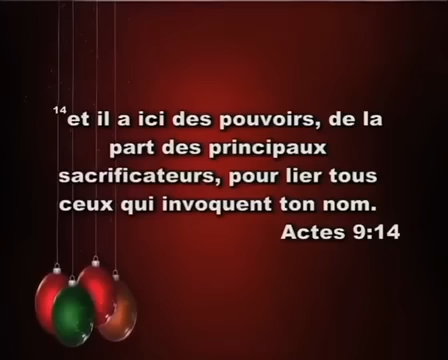 14et il a ici des pouvoirs, de la
part des principaux
sacrificateurs, pour lier tous
ceux qui invoquent ton nom.
Actes 9:14